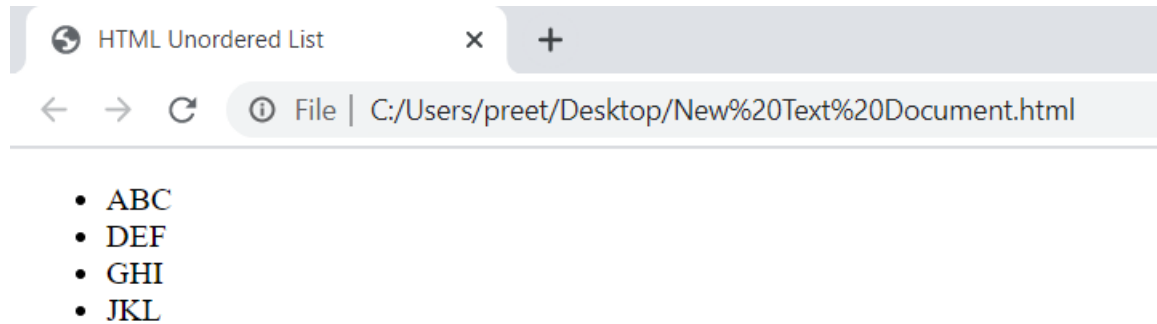 HTML Unordered List
File | C:/Users/preet/Desktop/New%20Text%20Document.html
• ABC
• DEF
• GHI
• JKL